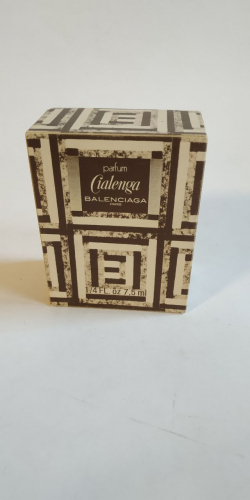 parfum
Cialenga
BALENCIAGA
PARIS
1/4 FL. oz 7.5 ml